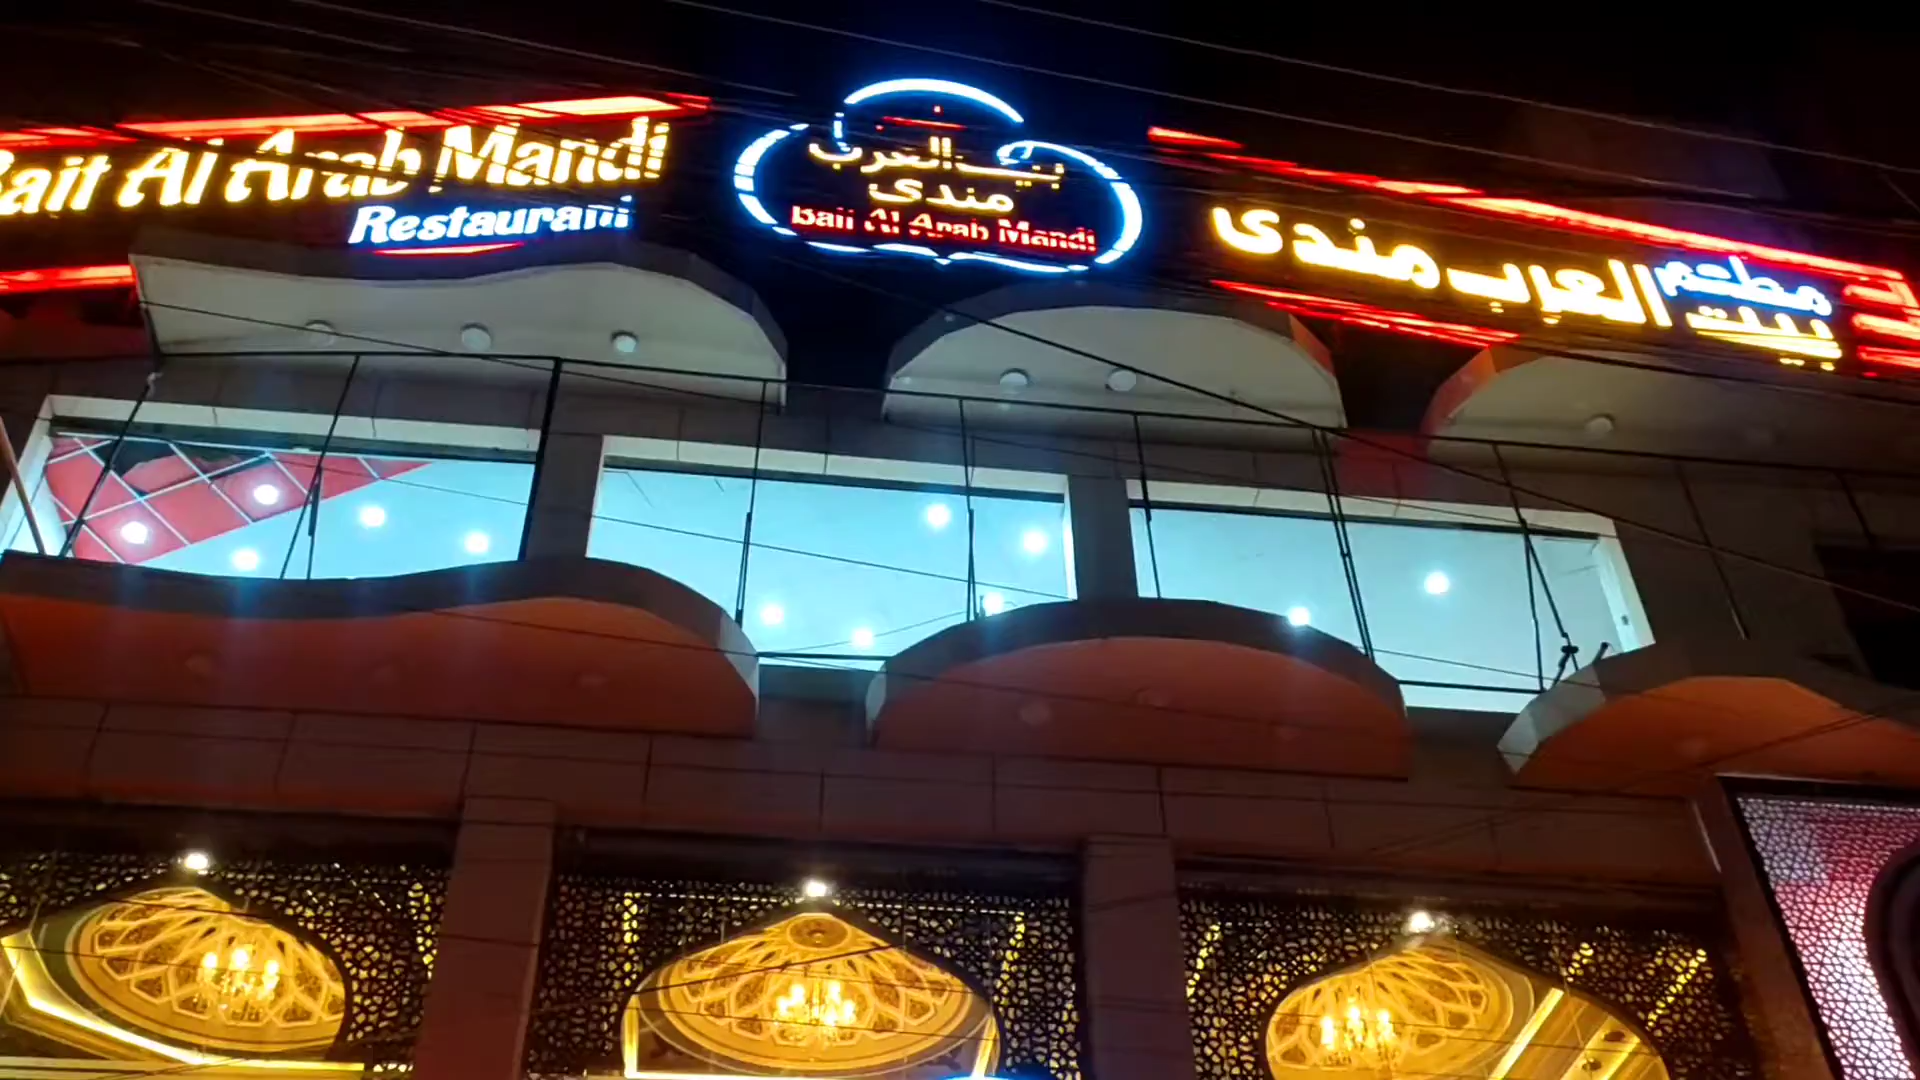 Bait Al Arab Mandi
Restaurant
بيت العرب
مندى
Bait Al Arab Mandi
مطعم
بيت العرب مندى